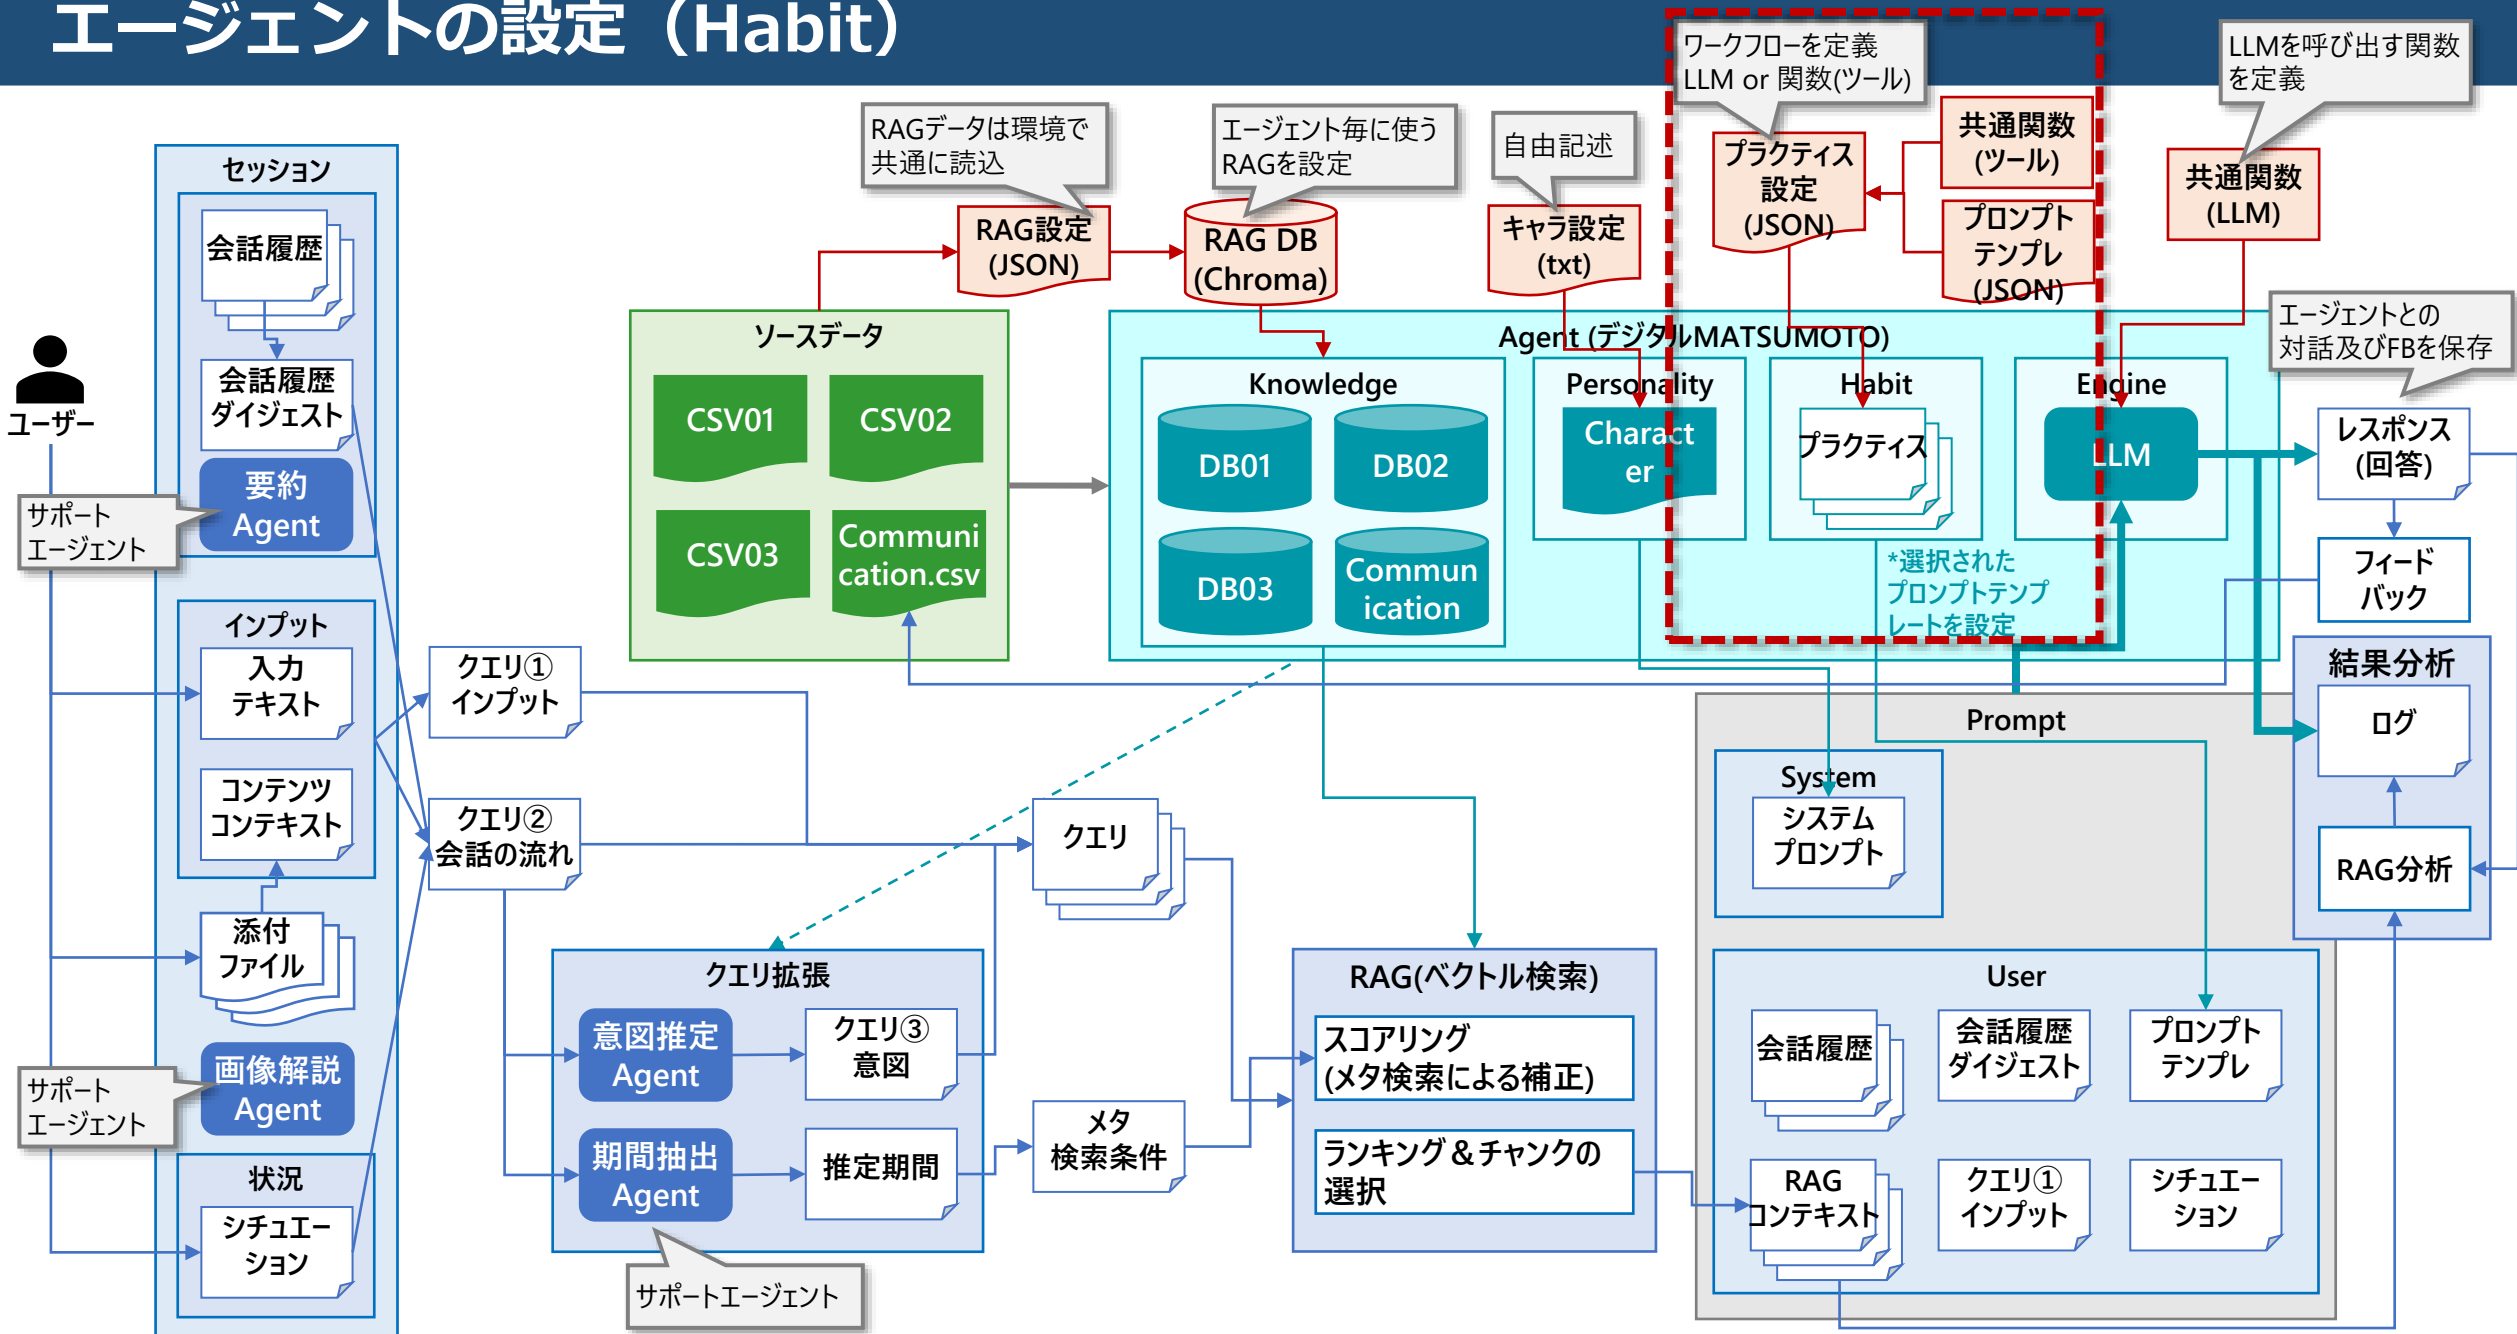 エージェントの設定（Habit）
ワークフローを定義
LLM or 関数(ツール)
LLMを呼び出す関数
を定義
RAGデータは環境で
共通に読込
エージェント毎に使う
RAGを設定
自由記述
プラクティス
設定
(JSON)
共通関数
(ツール)
プロンプト
テンプレ
(JSON)
共通関数
(LLM)
RAG設定
(JSON)
RAG DB
(Chroma)
キャラ設定
(txt)
エージェントとの
対話及びFBを保存
ユーザー
セッション
会話履歴
会話履歴
ダイジェスト
要約
Agent
サポート
エージェント
インプット
入力
テキスト
コンテンツ
コンテキスト
添付
ファイル
画像解説
Agent
サポート
エージェント
状況
シチュエー
ション
クエリ①
インプット
クエリ②
会話の流れ
ソースデータ
CSV01
CSV02
CSV03
Communi
cation.csv
Agent (デジタルMATSUMOTO)
Knowledge
DB01
DB02
DB03
Commun
ication
Personality
Charact
er
Habit
プラクティス
*選択された
プロンプトテンプ
レートを設定
Engine
LLM
レスポンス
(回答)
フィード
バック
結果分析
ログ
RAG分析
クエリ
クエリ拡張
意図推定
Agent
クエリ③
意図
期間抽出
Agent
推定期間
サポートエージェント
メタ
検索条件
RAG(ベクトル検索)
スコアリング
(メタ検索による補正)
ランキング＆チャンクの
選択
Prompt
System
システム
プロンプト
User
会話履歴
会話履歴
ダイジェスト
プロンプト
テンプレ
RAG
コンテキスト
クエリ①
インプット
シチュエー
ション